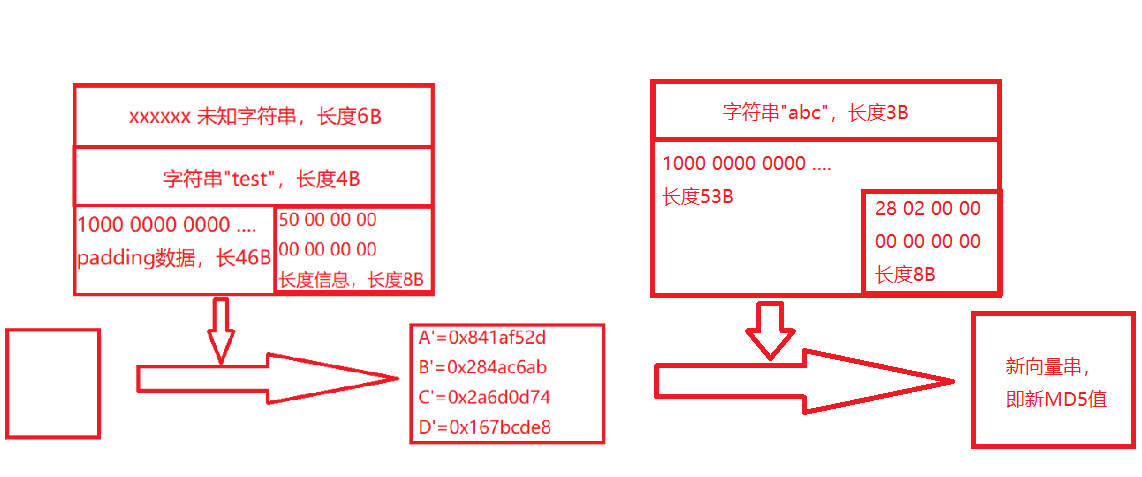 xxxxxx 未知字符串，长度6B
字符串"test"，长度4B
1000 0000 0000 ....
padding数据，长46B
50 00 00 00
00 00 00 00
长度信息，长度8B
A'=0x841af52d
B'=0x284ac6ab
C'=0x2a6d0d74
D'=0x167bcde8
字符串"abc"，长度3B
1000 0000 0000 ....
长度53B
28 02 00 00
00 00 00 00
长度8B
新向量串，
即新MD5值